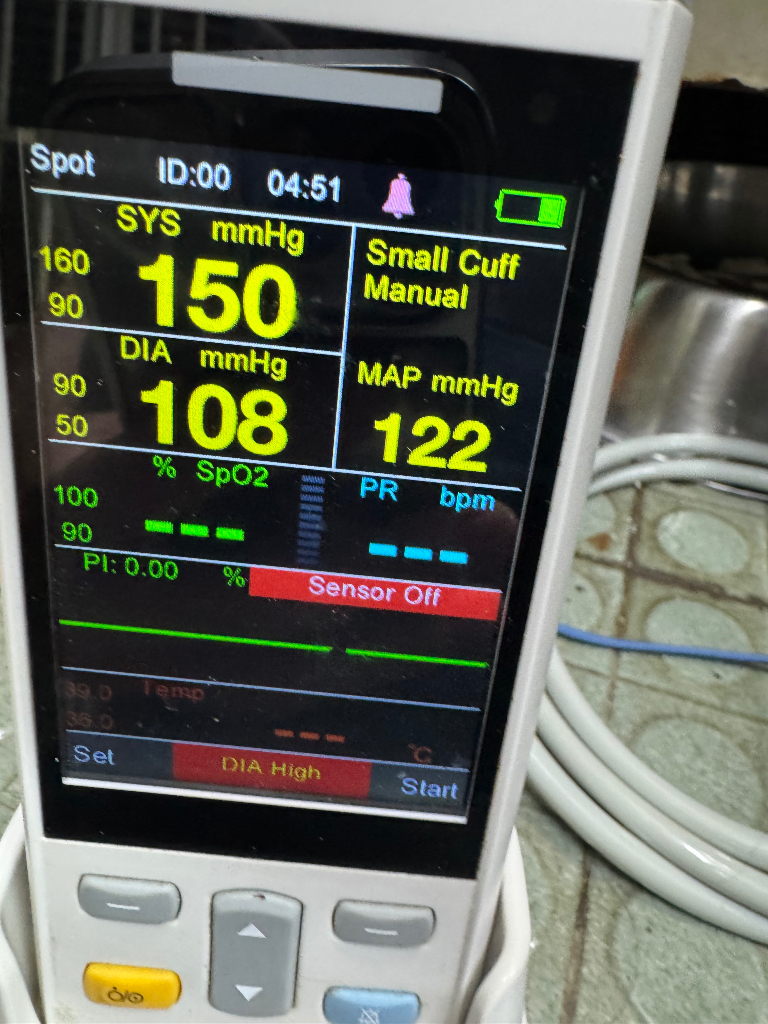 Spot ID:00 04:51
SYS mmHg
160
90
150
Small Cuff
Manual
DIA mmHg
90
50
108
MAP mmHg
122
% SpO2
100
90
---
PR bpm
---
PI: 0.00 %
Sensor Off
39.0 Temp
36.0
---
°C
Set DIA High Start